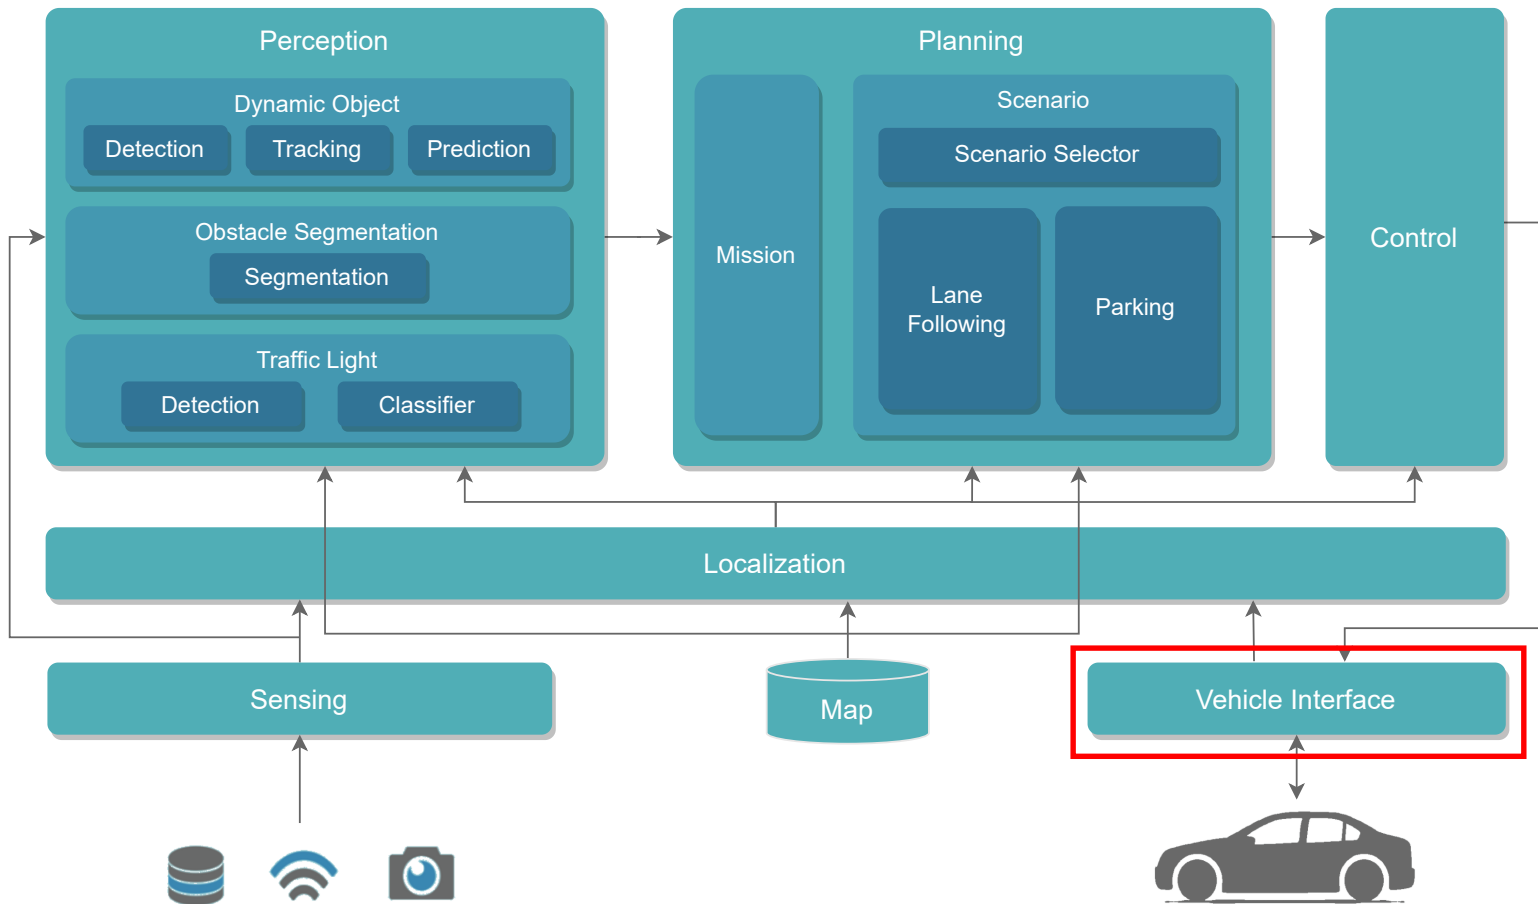 Perception
Dynamic Object
Detection
Tracking
Prediction
Obstacle Segmentation
Segmentation
Traffic Light
Detection
Classifier
Planning
Mission
Scenario
Scenario Selector
Lane
Following
Parking
Control
Localization
Sensing
Map
Vehicle Interface